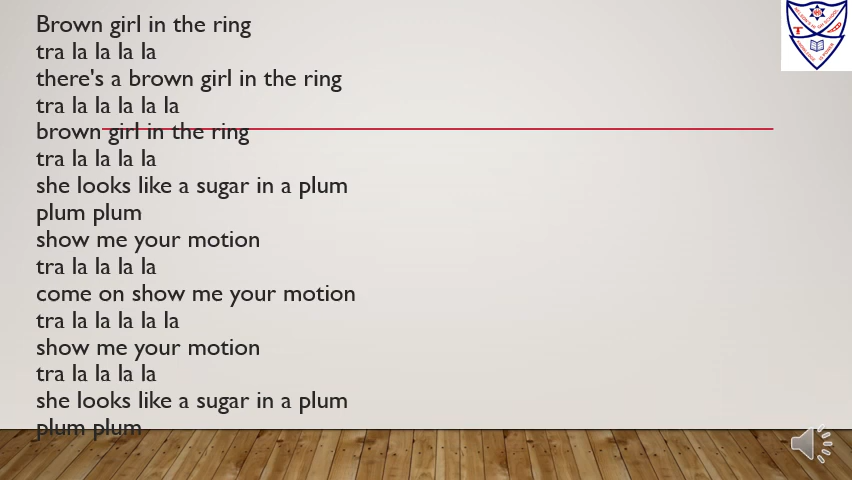 Brown girl in the ring
tra la la la la
there's a brown girl in the ring
tra la la la la la
brown girl in the ring
tra la la la la
she looks like a sugar in a plum
plum plum
show me your motion
tra la la la la
come on show me your motion
tra la la la la la
show me your motion
tra la la la la
she looks like a sugar in a plum
plum plum